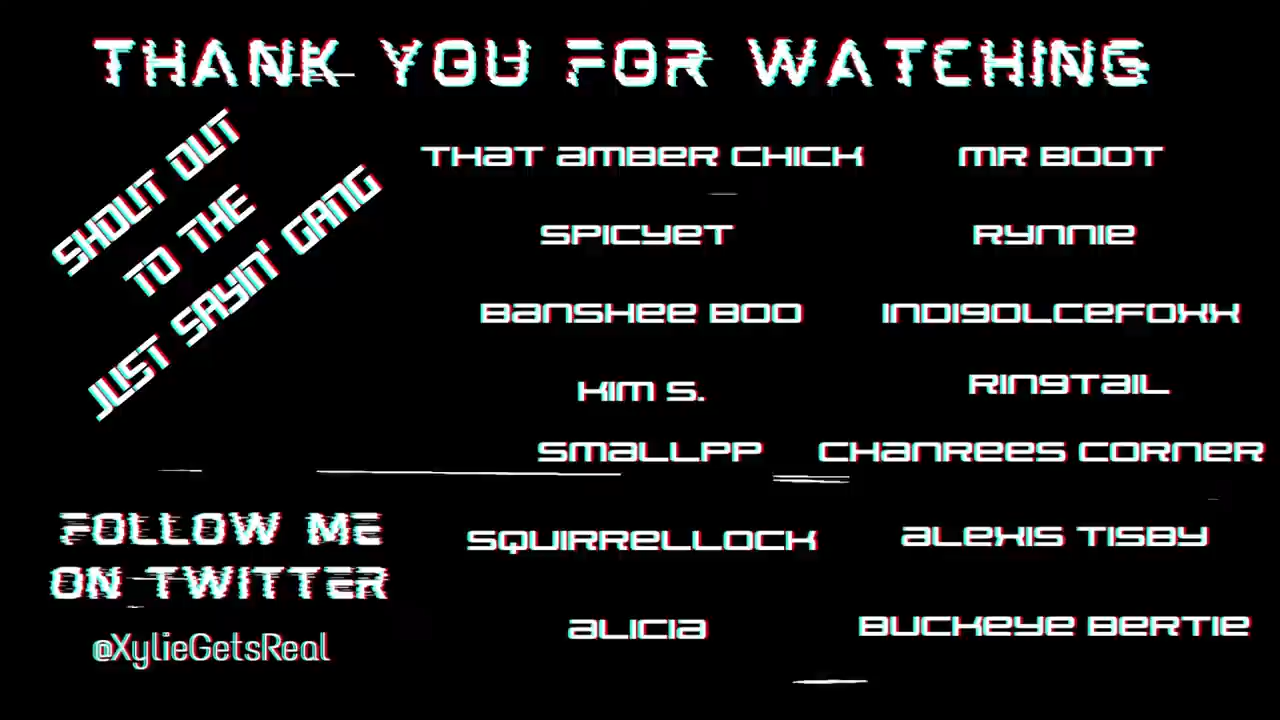 THANK YOU FOR WATCHING
SHOUT OUT
TO THE
JUST SAYIN' GANG
THAT AMBER CHICK
MR BOOT
SPICYET
RYNNIE
BANSHEE BOO
INDIGOLCEFOXX
KIM S.
RINGTAIL
SMALLPP
CHANREES CORNER
SQUIRRELLOCK
ALEXIS TISBY
ALICIA
BUCKEYE BERTIE
FOLLOW ME
ON TWITTER
@XylieGetsReal